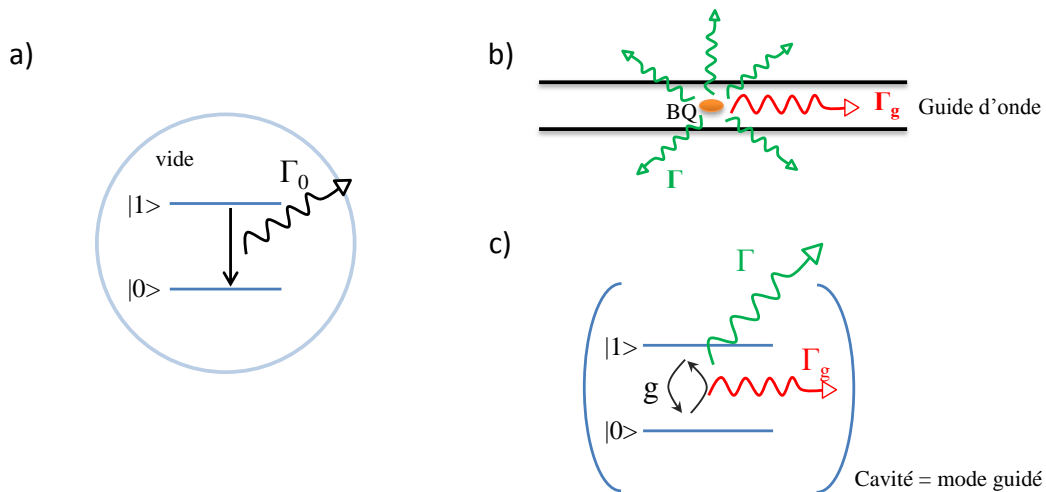 a)
vide
Γ₀
|1>
|0>
b)
BQ
Γg
Guide d'onde
Γ
c)
Γ
|1>
Γg
g
|0>
Cavité = mode guidé